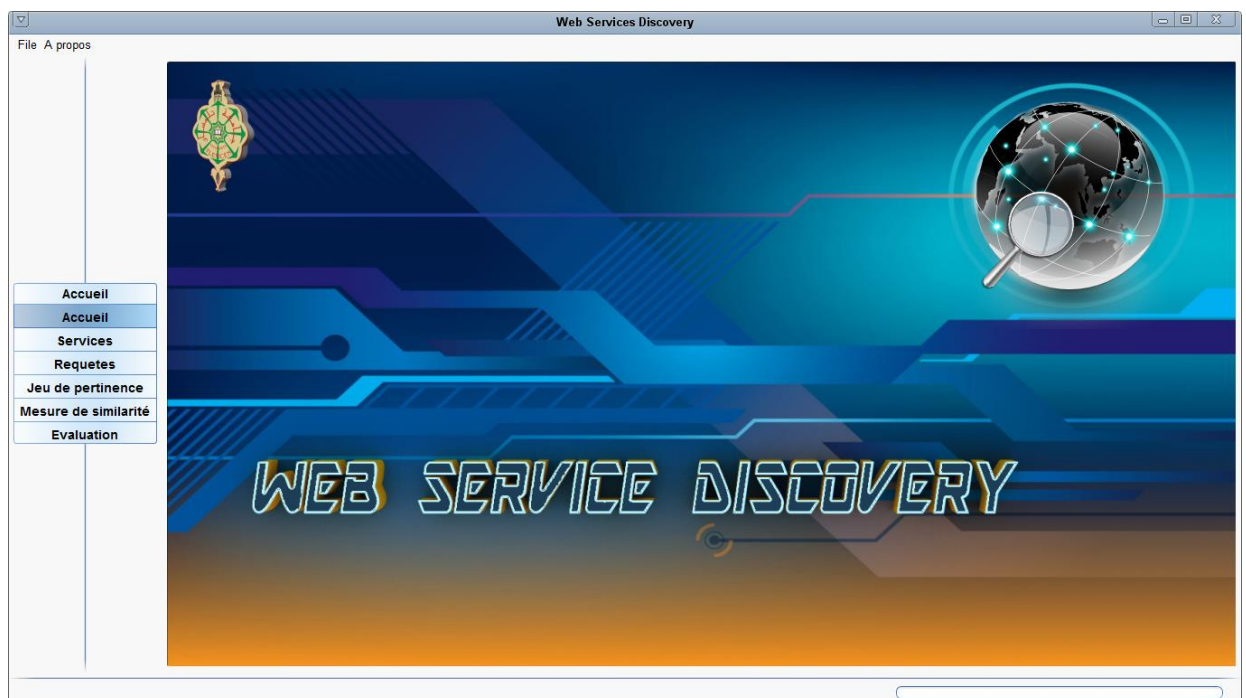 Web Services Discovery
File A propos
Accueil
Accueil
Services
Requetes
Jeu de pertinence
Mesure de similarité
Evaluation
WEB SERVICE DISCOVERY